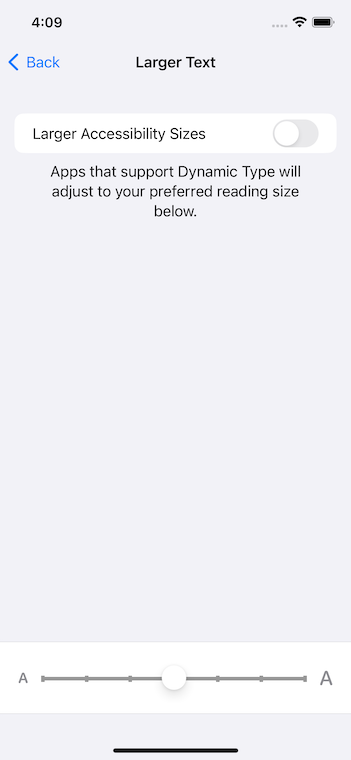 4:09
Back
Larger Text
Larger Accessibility Sizes
Apps that support Dynamic Type will
adjust to your preferred reading size
below.
A
A